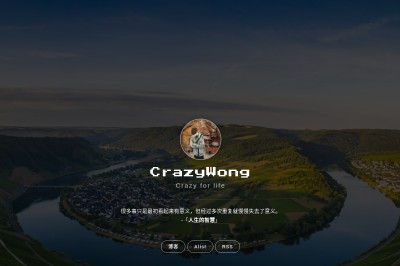 CrazyWong
Crazy for life
很多事只是最初看起来有意义，但经过多次重复就慢慢失去了意义。
-「人生的智慧」
博客
Alist
RSS